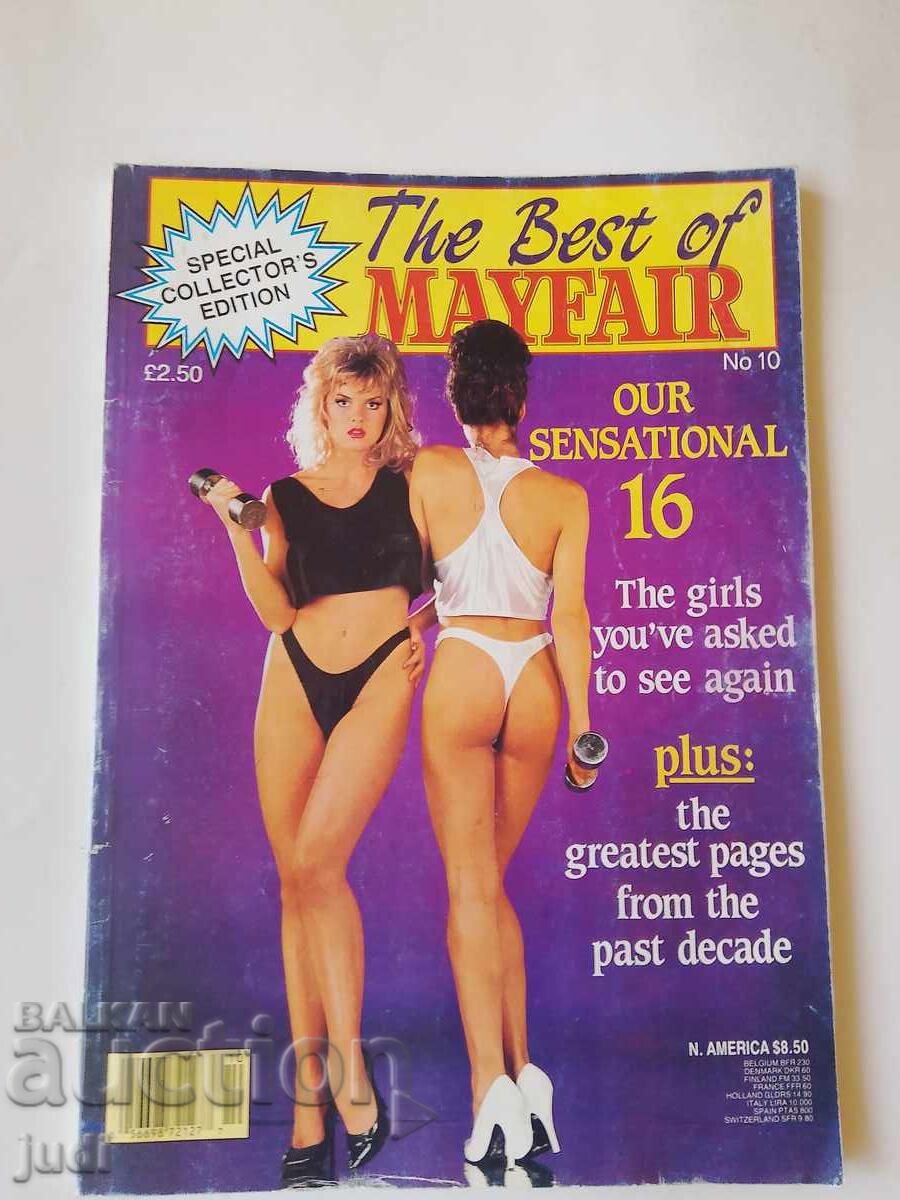 SPECIAL
COLLECTOR'S
EDITION
The Best of
MAYFAIR
£2.50
No 10
OUR
SENSATIONAL
16
The girls
you've asked
to see again
plus:
the
greatest pages
from the
past decade
N. AMERICA $8.50
BELGIUM BFR 230
DENMARK DKR 60
FINLAND FM 33.50
FRANCE FFR 60
HOLLAND GLDRS 14.90
ITALY LIRA 10.000
SPAIN PTAS 800
SWITZERLAND SFR 9.80
BALKAN
auction
56698 72127
judi